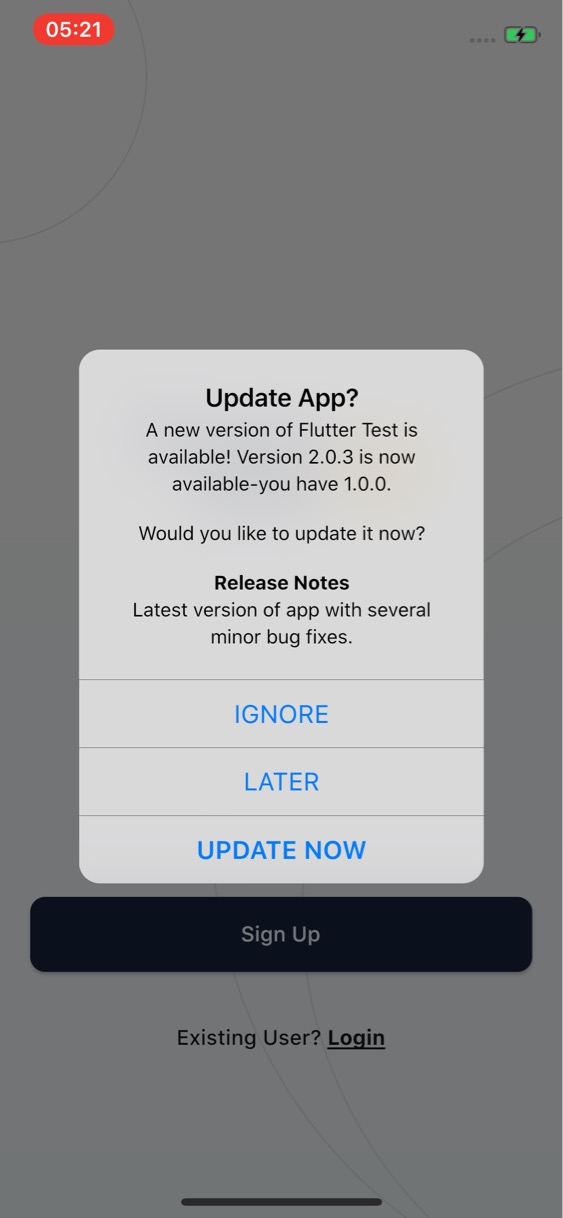 05:21
Update App?
A new version of Flutter Test is
available! Version 2.0.3 is now
available-you have 1.0.0.
Would you like to update it now?
Release Notes
Latest version of app with several
minor bug fixes.
IGNORE
LATER
UPDATE NOW
Sign Up
Existing User? Login